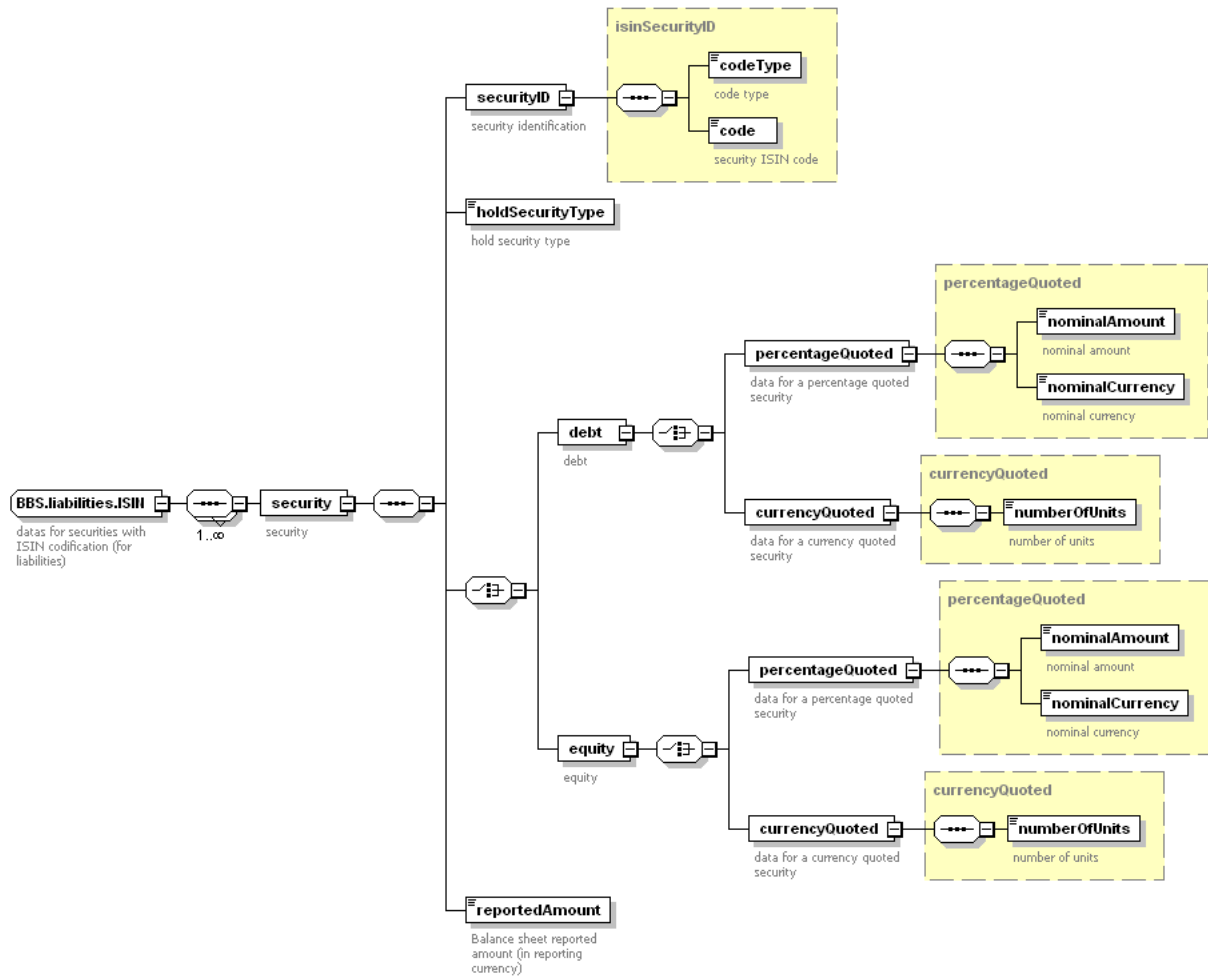 isinSecurityID
codeType
code type
securityID
security identification
code
security ISIN code
holdSecurityType
hold security type
percentageQuoted
nominalAmount
nominal amount
percentageQuoted
data for a percentage quoted
security
nominalCurrency
nominal currency
debt
debt
currencyQuoted
currencyQuoted
data for a currency quoted
security
numberOfUnits
number of units
BBS.liabilities.ISIN
datas for securities with
ISIN codification (for
liabilities)
1..∞
security
security
percentageQuoted
nominalAmount
nominal amount
percentageQuoted
data for a percentage quoted
security
nominalCurrency
nominal currency
equity
equity
currencyQuoted
currencyQuoted
data for a currency quoted
security
numberOfUnits
number of units
reportedAmount
Balance sheet reported
amount (in reporting
currency)